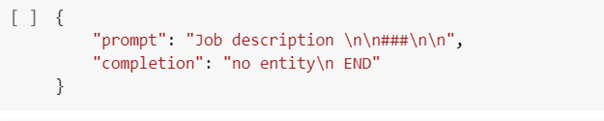 [ ] {
"prompt": "Job description \n\n###\n\n",
"completion": "no entity\n END"
}